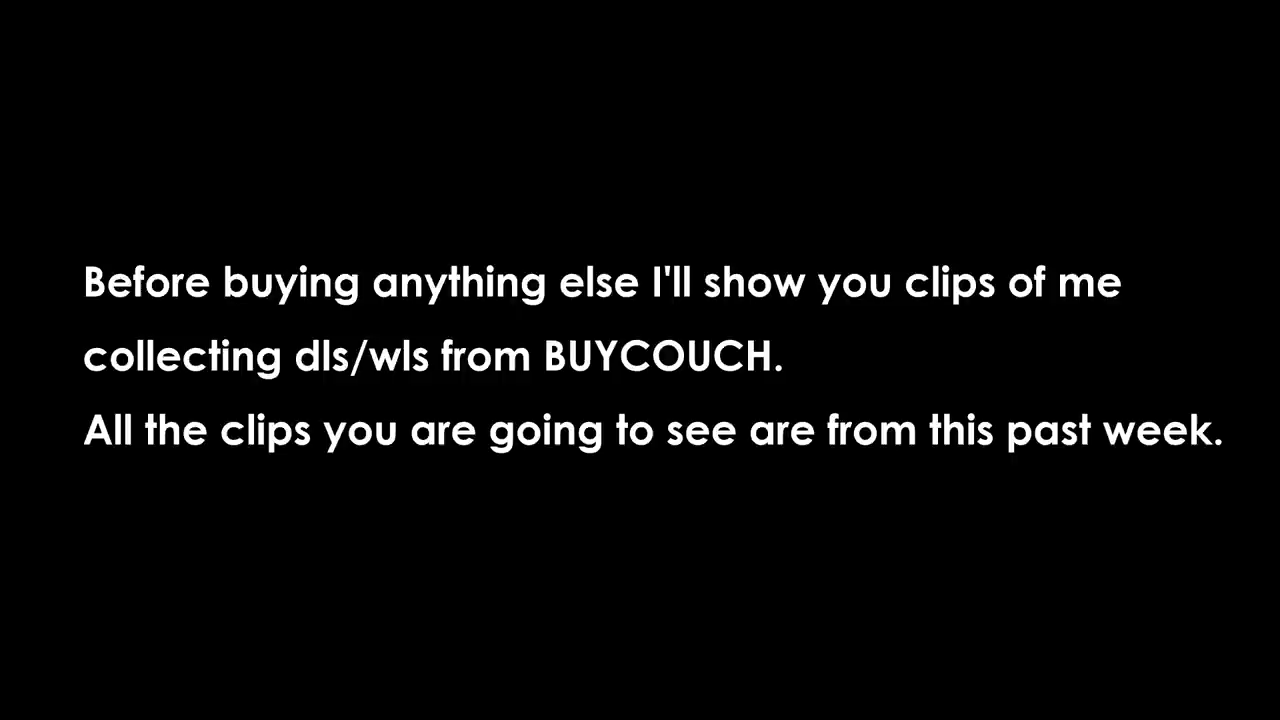 Before buying anything else I'll show you clips of me
collecting dls/wls from BUYCOUCH.
All the clips you are going to see are from this past week.